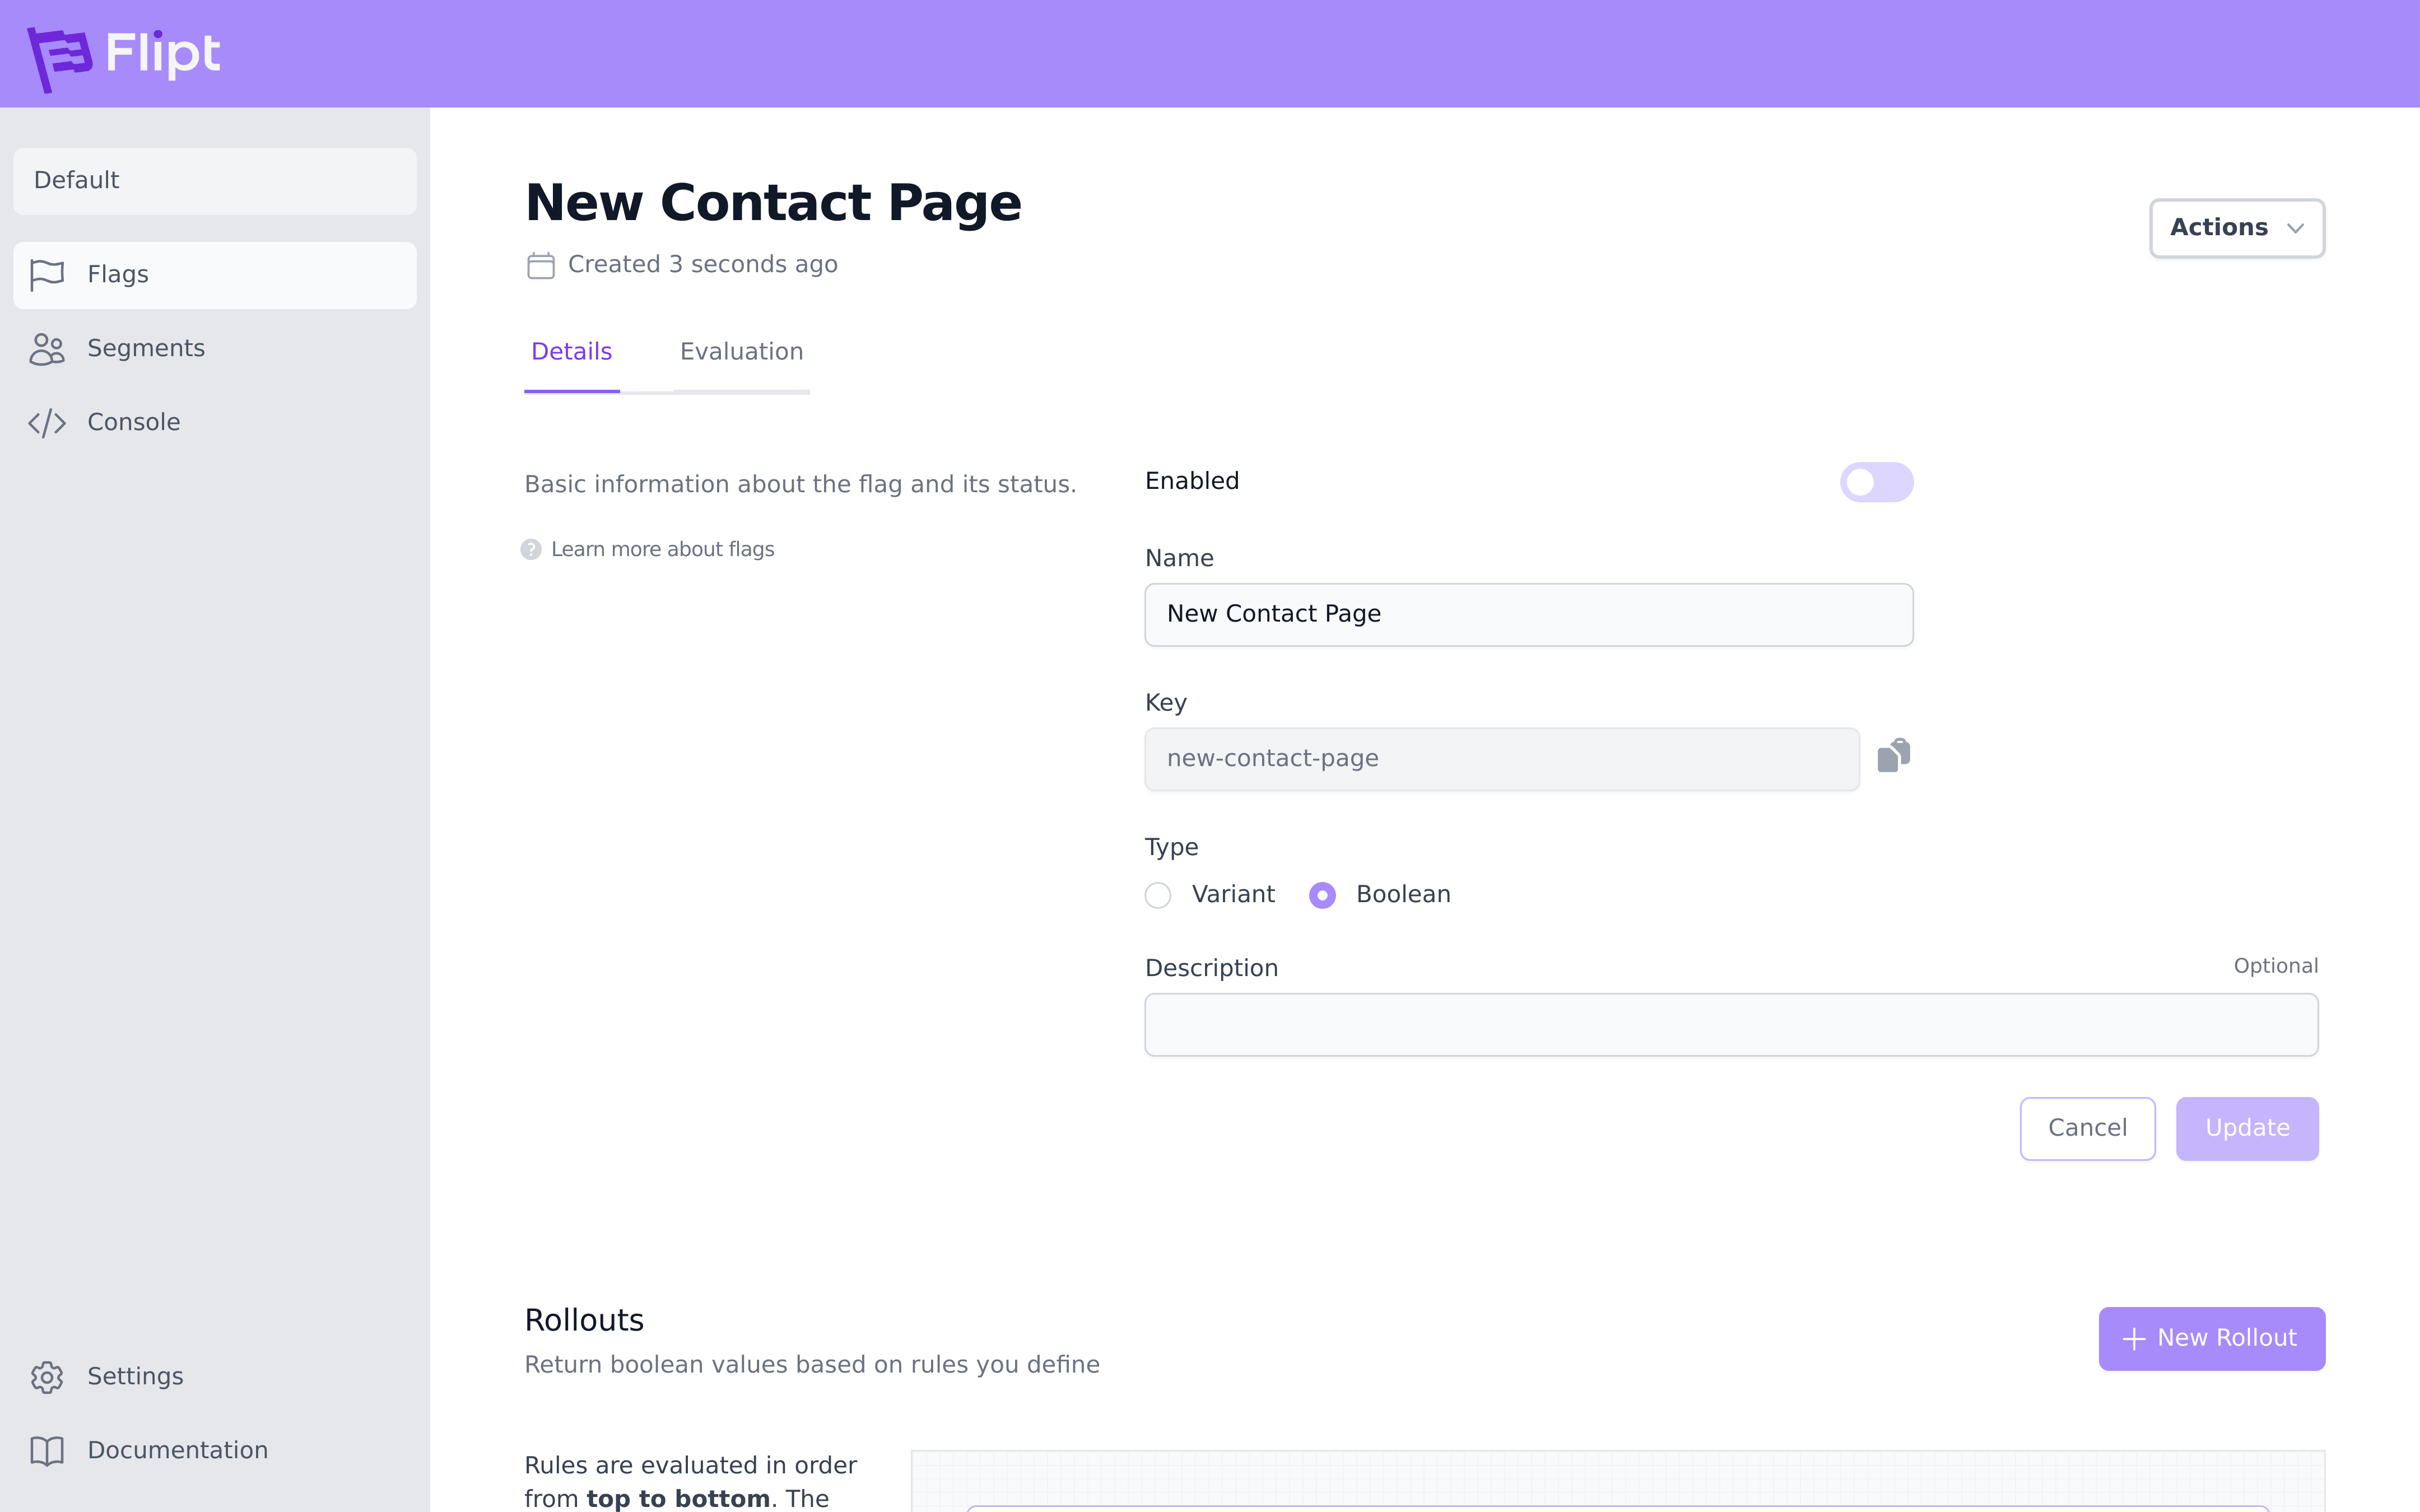 Flipt
Default
Flags
Segments
Console
Settings
Documentation
New Contact Page
Created 3 seconds ago
Actions
Details
Evaluation
Basic information about the flag and its status.
? Learn more about flags
Enabled
Name
New Contact Page
Key
new-contact-page
Type
Variant
Boolean
Description
Optional
Cancel
Update
Rollouts
Return boolean values based on rules you define
New Rollout
Rules are evaluated in order
from top to bottom. The